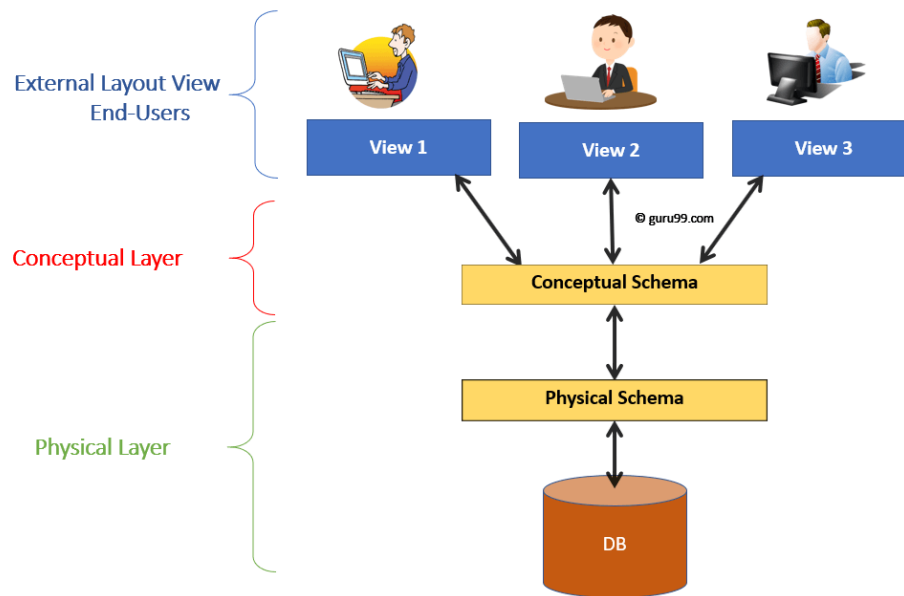 External Layout View
End-Users
View 1
View 2
View 3
© guru99.com
Conceptual Layer
Conceptual Schema
Physical Schema
Physical Layer
DB